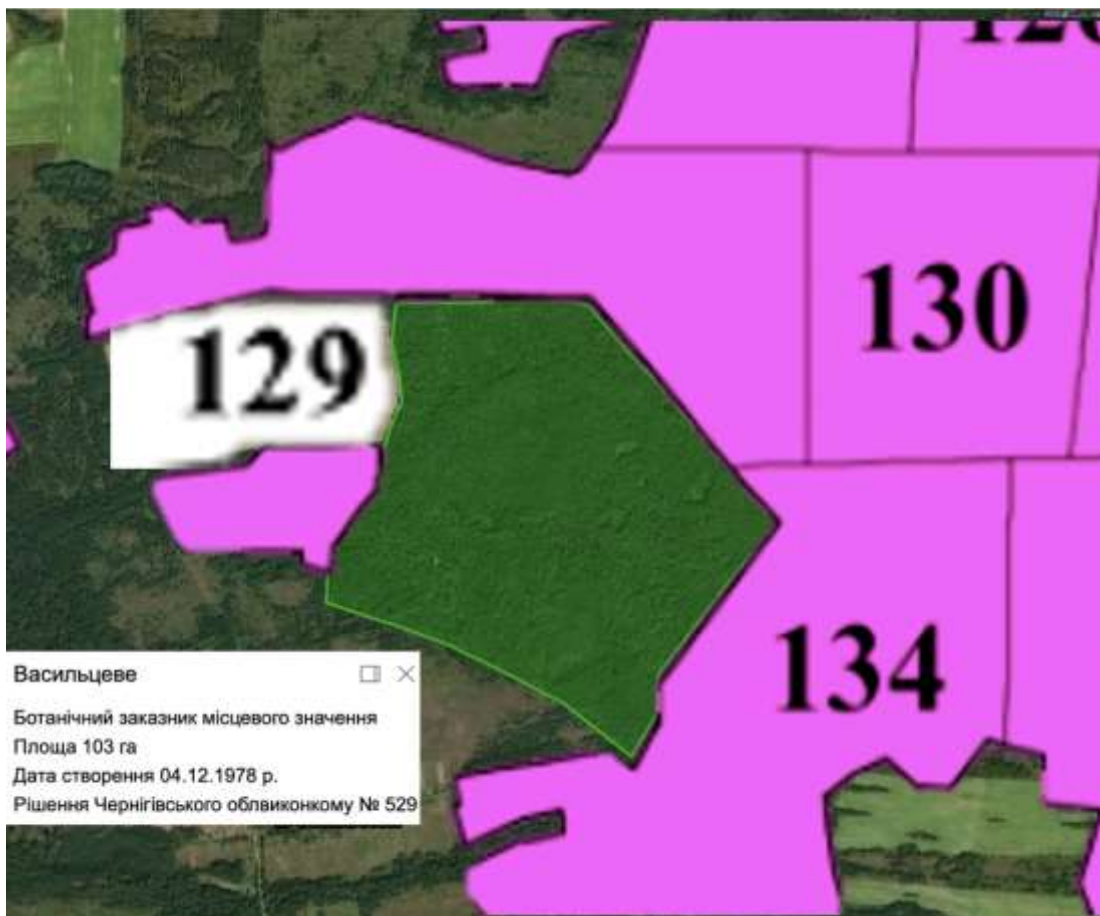 130
129
134
Васильцеве
Ботанічний заказник місцевого значення
Площа 103 га
Дата створення 04.12.1978 р.
Рішення Чернігівського облвиконкому № 529